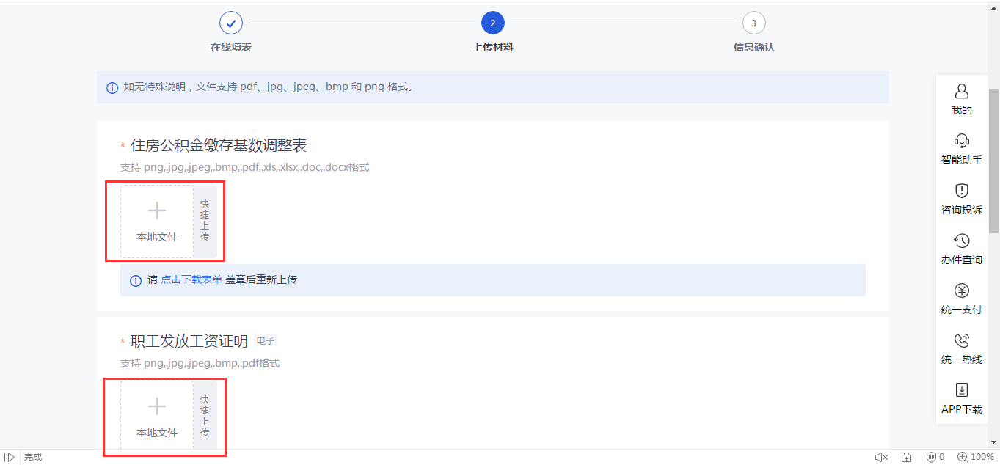 2
3
在线填表
上传材料
信息确认
如无特殊说明，文件支持 pdf、jpg、jpeg、bmp 和 png 格式。
* 住房公积金缴存基数调整表
支持 png,.jpg,.jpeg,.bmp,.pdf,.xls,.xlsx,.doc,.docx格式
本地文件
快捷上传
请 点击下载表单 盖章后重新上传
* 职工发放工资证明 电子
支持 png,.jpg,.jpeg,.bmp,.pdf格式
本地文件
快捷上传
我的
智能助手
咨询投诉
办件查询
统一支付
统一热线
APP下载
完成
0
100%